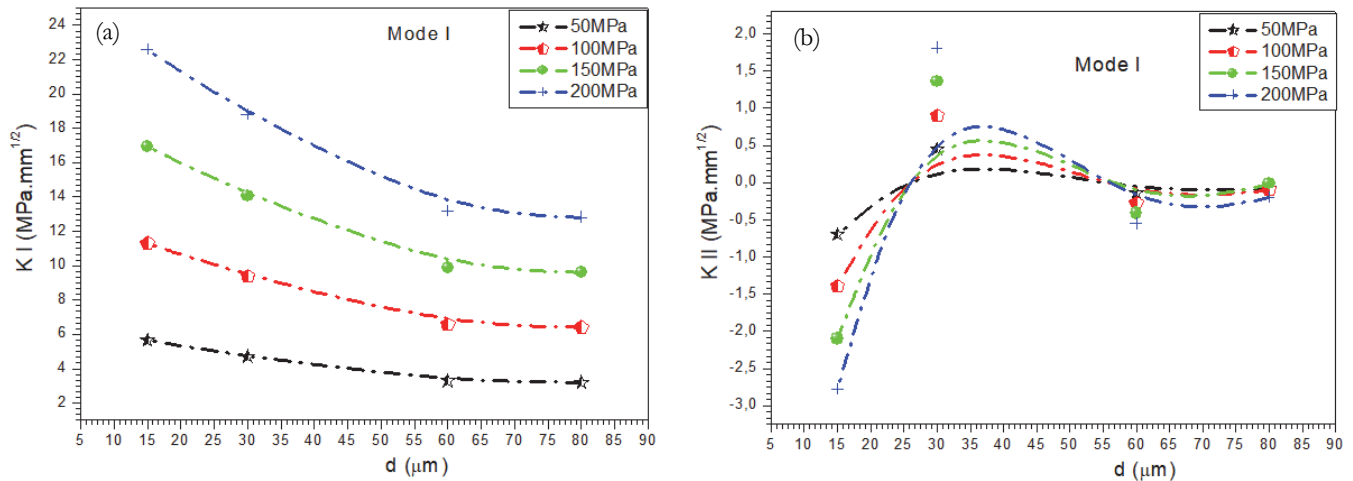 (a)
Mode I
50MPa
100MPa
150MPa
200MPa
24
22
20
18
16
14
12
10
8
6
4
2
K I (MPa.mm1/2)
5 10 15 20 25 30 35 40 45 50 55 60 65 70 75 80 85 90
d (μm)
(b)
Mode I
50MPa
100MPa
150MPa
200MPa
2,0
1,5
1,0
0,5
0,0
-0,5
-1,0
-1,5
-2,0
-2,5
-3,0
K II (MPa.mm1/2)
5 10 15 20 25 30 35 40 45 50 55 60 65 70 75 80 85 90
d (μm)